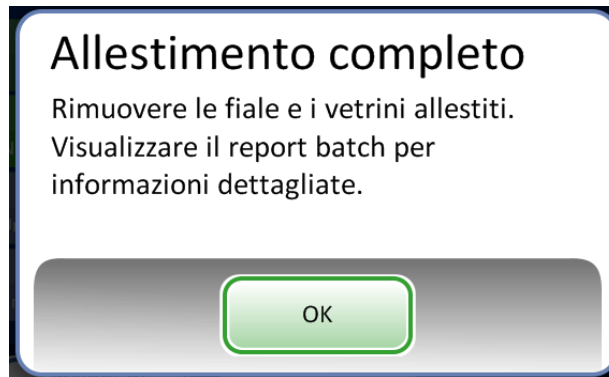 Allestimento completo
Rimuovere le fiale e i vetrini allestiti.
Visualizzare il report batch per
informazioni dettagliate.
OK